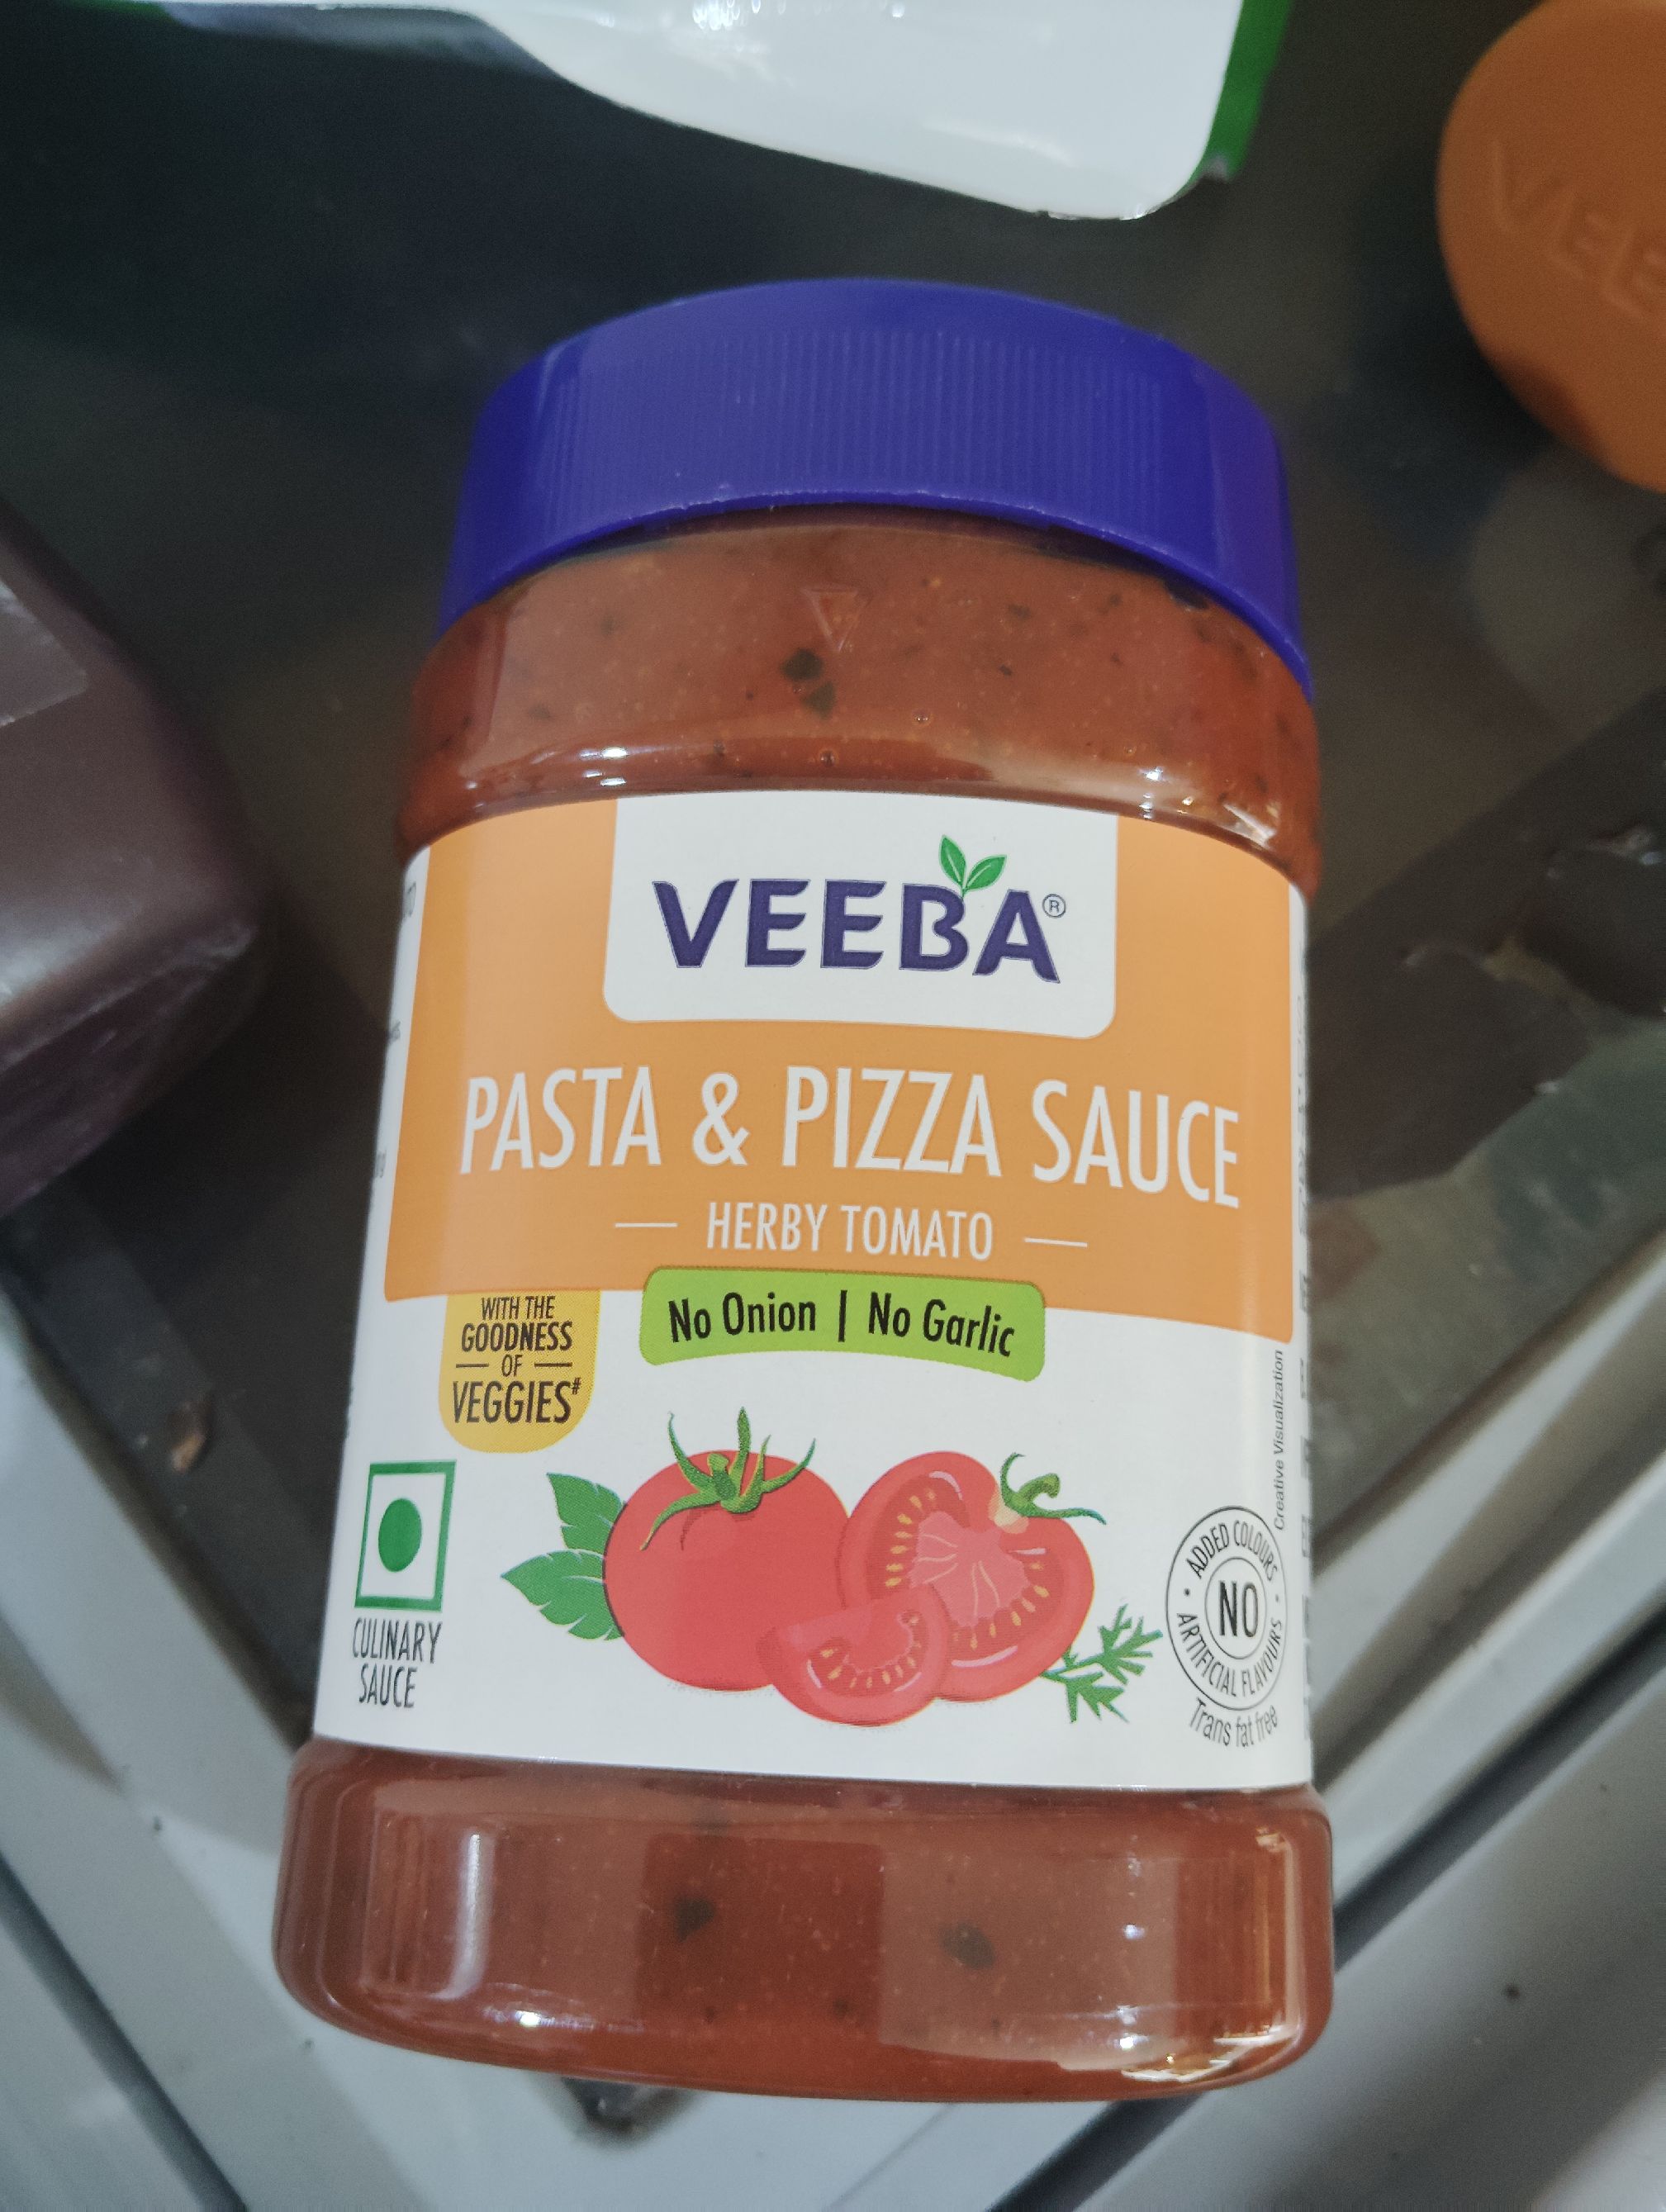 VEEBA®
PASTA & PIZZA SAUCE
HERBY TOMATO
No Onion | No Garlic
WITH THE
GOODNESS
OF
VEGGIES#
CULINARY
SAUCE
Creative Visualization
ADDED COLOURS
NO
ARTIFICIAL FLAVOURS
Trans fat free